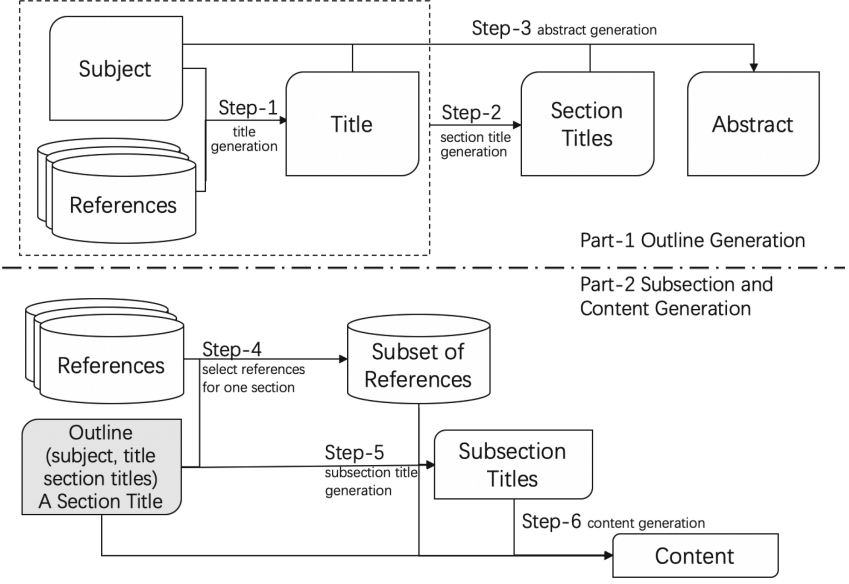 Step-3 abstract generation
Subject
Step-1
title
generation
Title
Step-2
section title
generation
Section
Titles
Abstract
References
Part-1 Outline Generation
Part-2 Subsection and
Content Generation
References
Step-4
select references
for one section
Subset of
References
Outline
(subject, title
section titles)
A Section Title
Step-5
subsection title
generation
Subsection
Titles
Step-6 content generation
Content